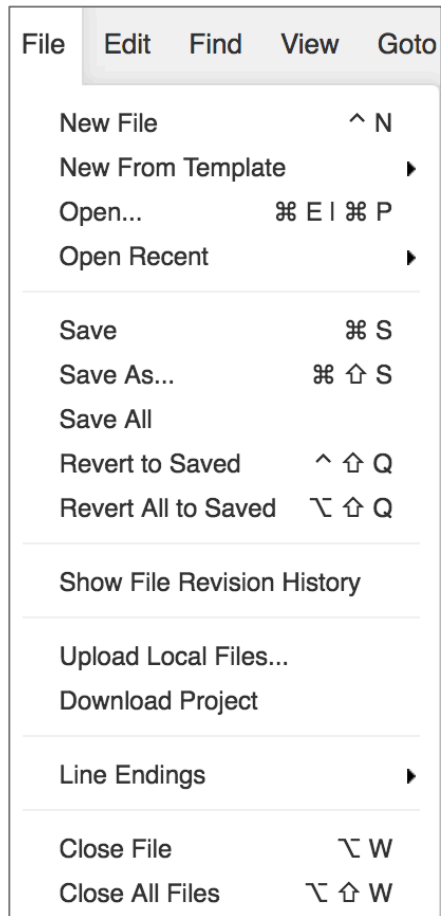 File Edit Find View Goto
New File ^ N
New From Template
Open... ⌘ E | ⌘ P
Open Recent
Save ⌘ S
Save As... ⌘ ⇧ S
Save All
Revert to Saved ^ ⇧ Q
Revert All to Saved ⌥ ⇧ Q
Show File Revision History
Upload Local Files...
Download Project
Line Endings
Close File ⌥ W
Close All Files ⌥ ⇧ W